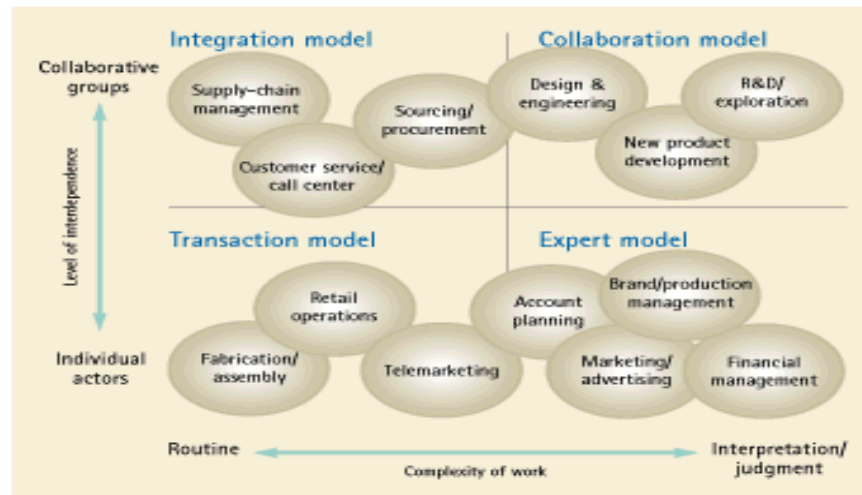 Integration model
Collaboration model
Collaborative
groups
Supply-chain
management
Sourcing/
procurement
Customer service/
call center
Design &
engineering
R&D/
exploration
New product
development
Level of interdependence
Transaction model
Expert model
Retail
operations
Fabrication/
assembly
Telemarketing
Account
planning
Brand/production
management
Marketing/
advertising
Financial
management
Individual
actors
Routine
Complexity of work
Interpretation/
judgment